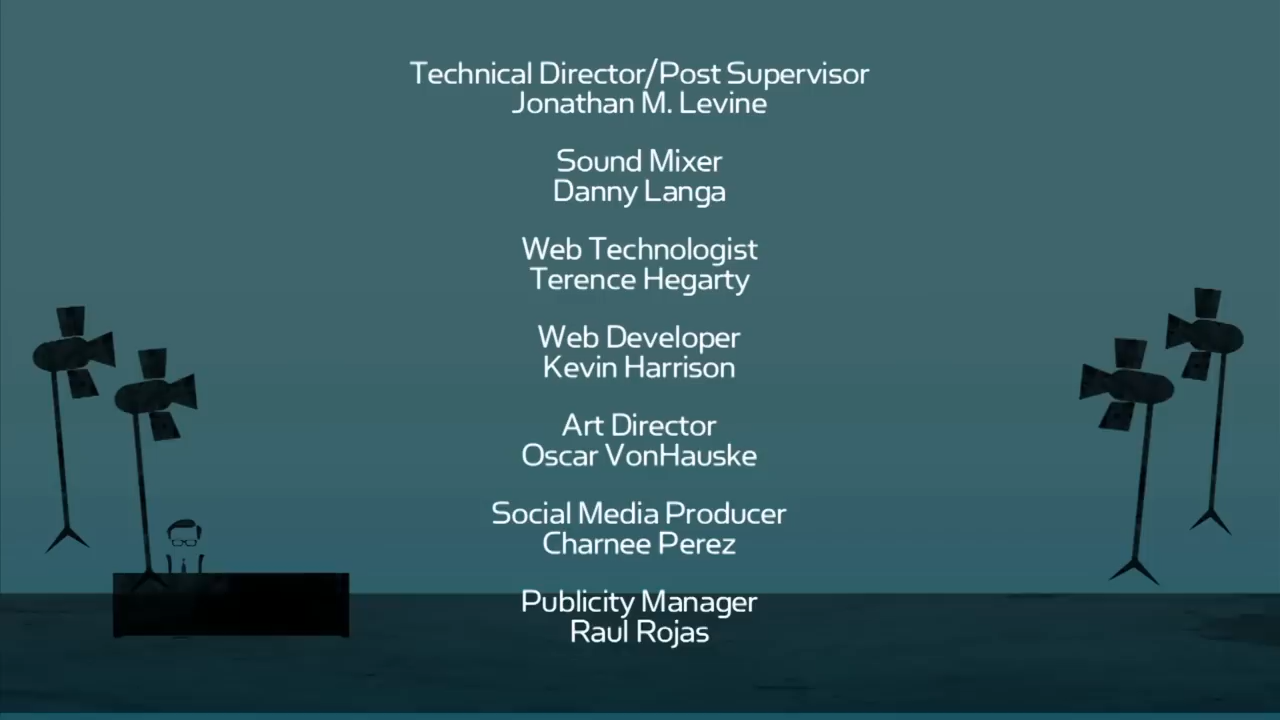 Technical Director/Post Supervisor
Jonathan M. Levine
Sound Mixer
Danny Langa
Web Technologist
Terence Hegarty
Web Developer
Kevin Harrison
Art Director
Oscar VonHauske
Social Media Producer
Charnee Perez
Publicity Manager
Raul Rojas